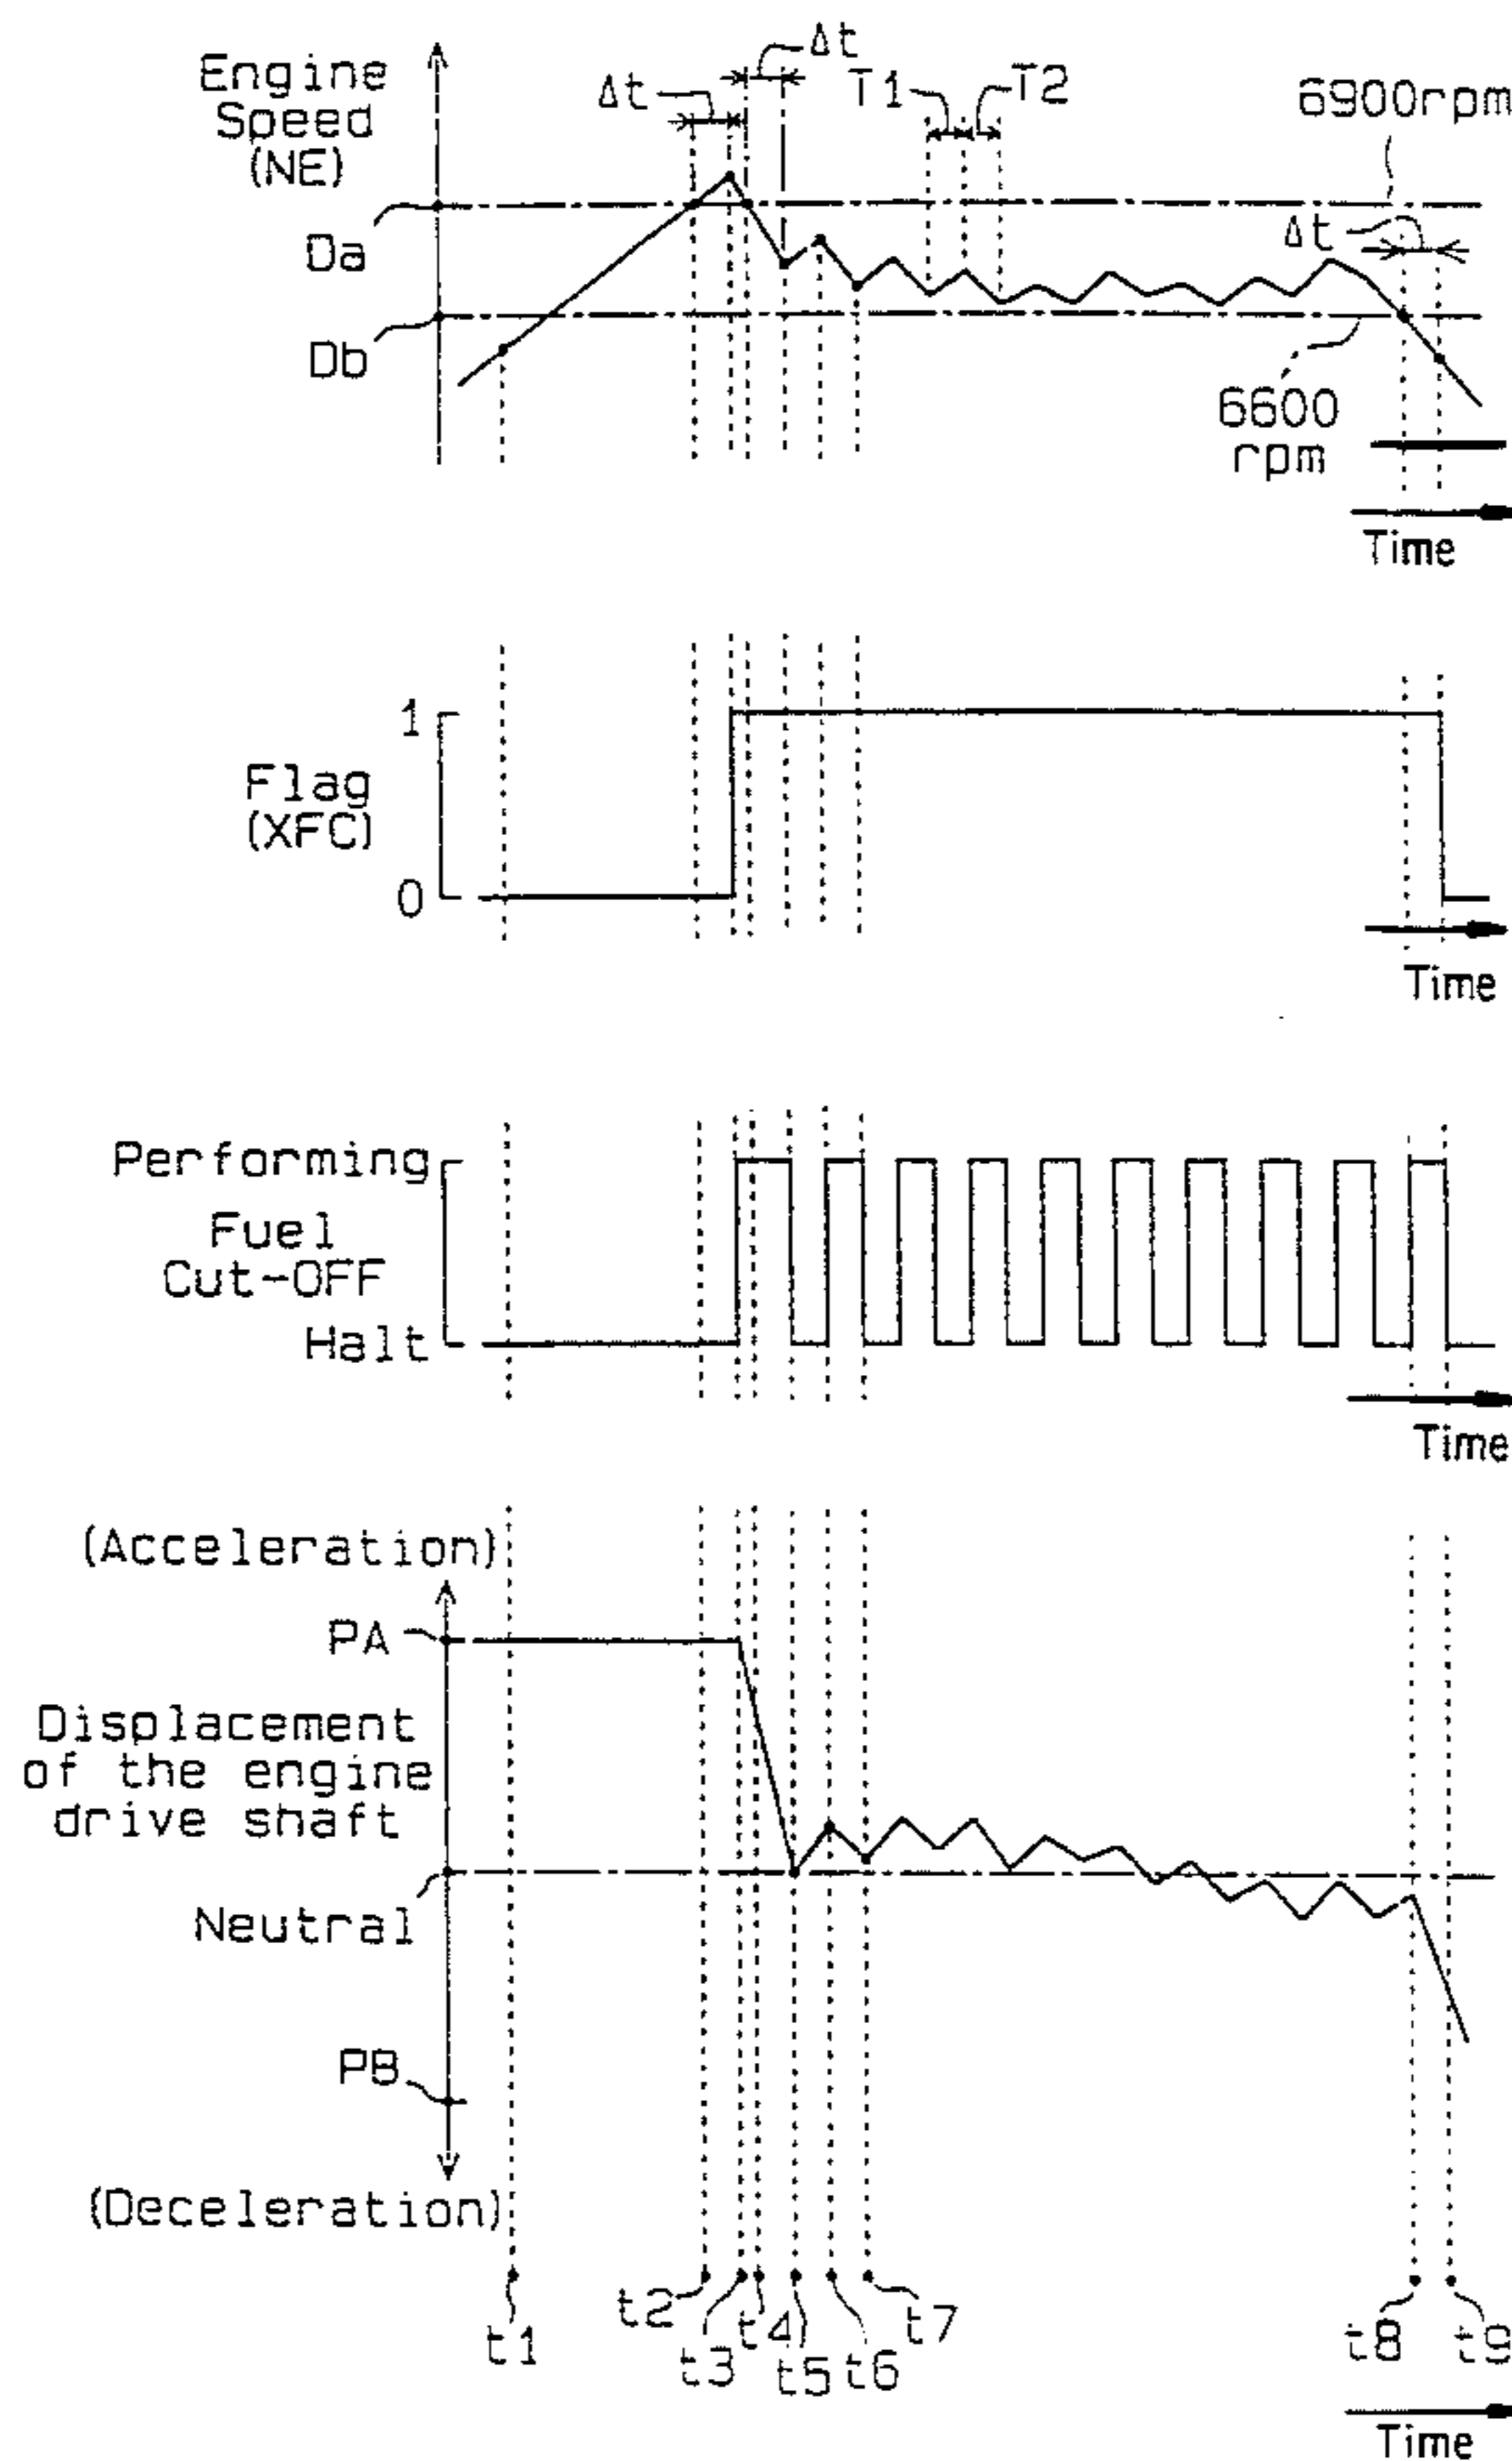 Engine
Speed
(NE)
Δt
Δt
T1
T2
6900rpm
Da
Δt
Db
6600
rpm
Time
1
Flag
(XFC)
0
Time
Performing
Fuel
Cut-OFF
Halt
Time
(Acceleration)
PA
Displacement
of the engine
drive shaft
Neutral
PB
(Deceleration)
t1
t2
t3
t4
t5
t6
t7
t8
t9
Time